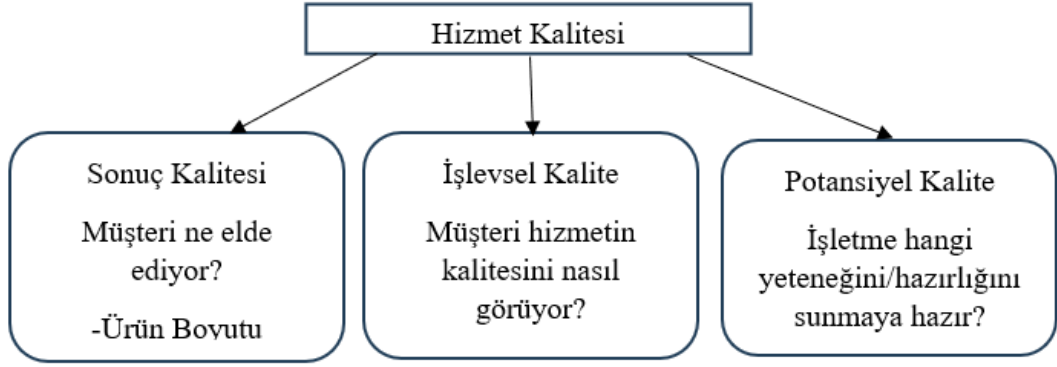 Hizmet Kalitesi
Sonuç Kalitesi
Müşteri ne elde
ediyor?
-Ürün Boyutu
İşlevsel Kalite
Müşteri hizmetin
kalitesini nasıl
görüyor?
Potansiyel Kalite
İşletme hangi
yeteneğini/hazırlığını
sunmaya hazır?